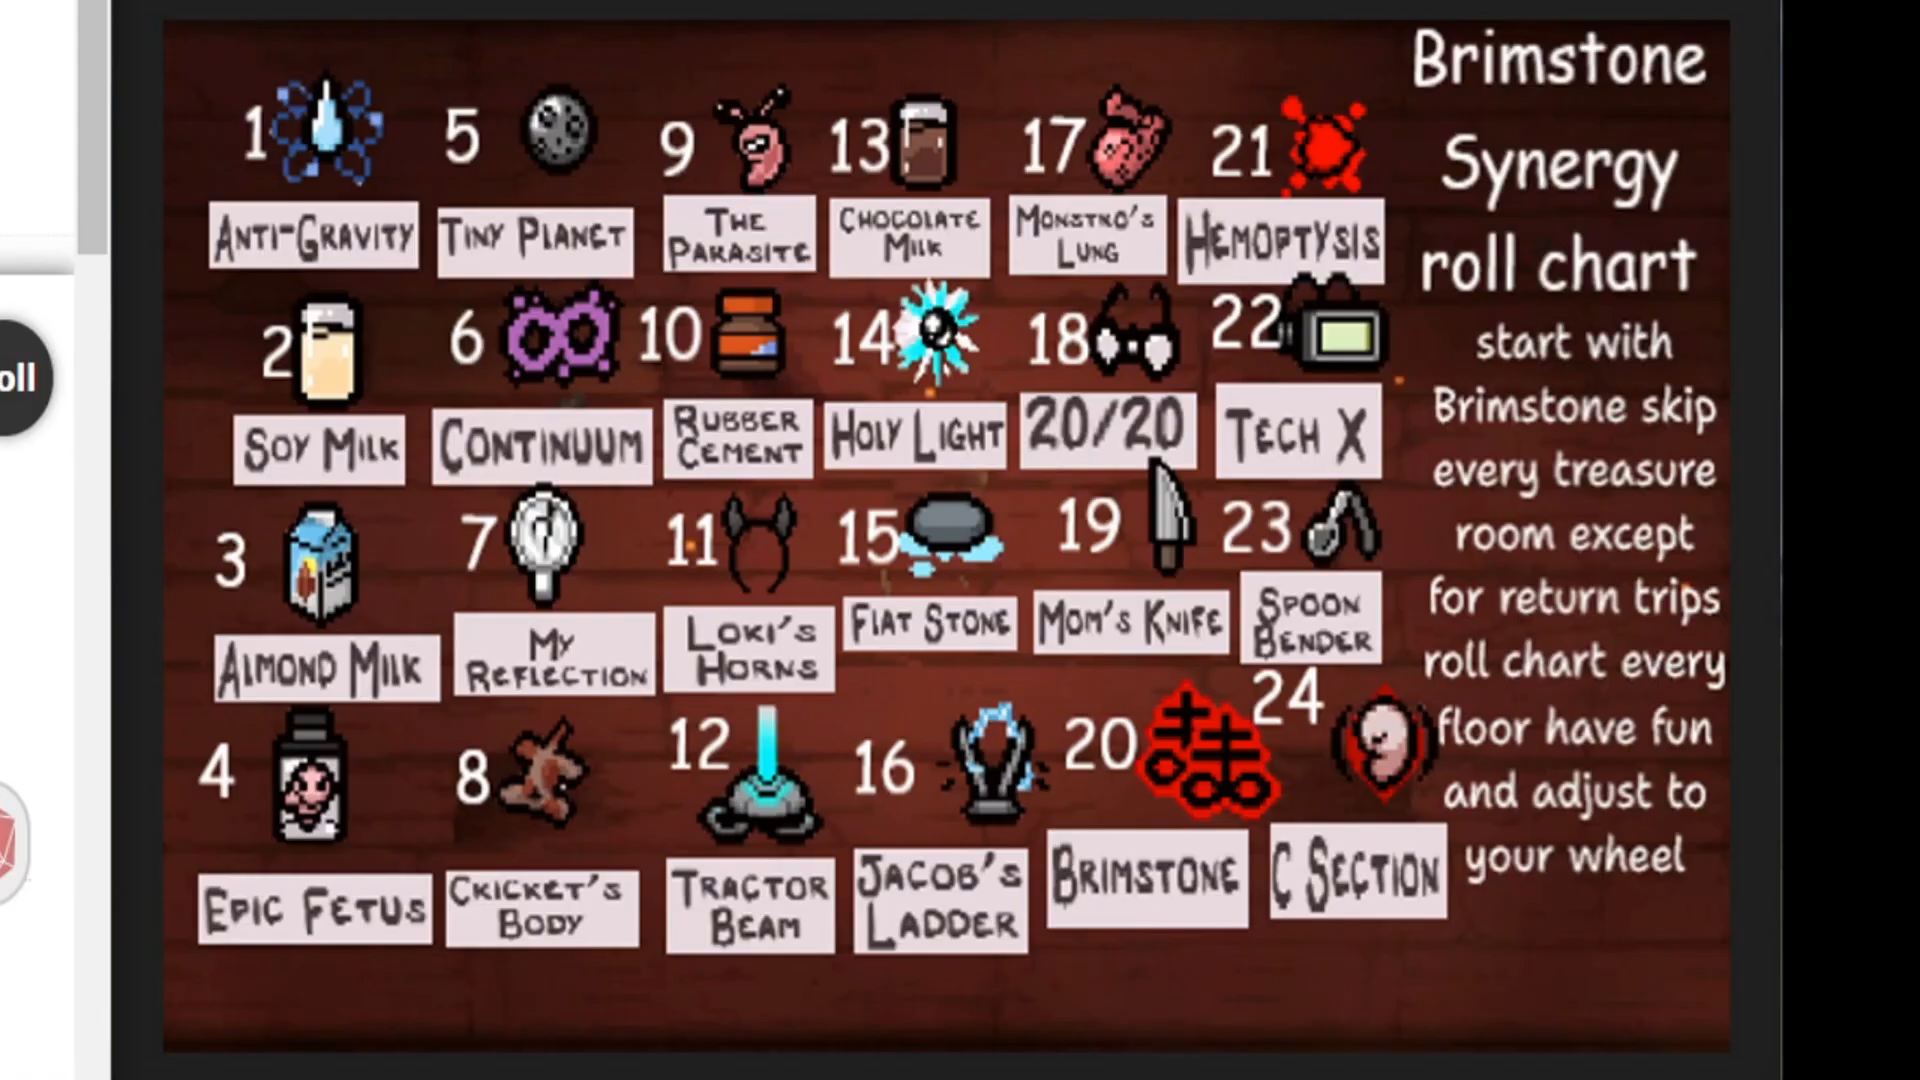 Brimstone
Synergy
roll chart
start with
Brimstone skip
every treasure
room except
for return trips
roll chart every
floor have fun
and adjust to
your wheel
1
ANTI-GRAVITY
5
TINY PLANET
9
THE
PARASITE
13
CHOCOLATE
MILK
17
MONSTRO'S
LUNG
21
HEMOPTYSIS
2
SOY MILK
6
CONTINUUM
10
RUBBER
CEMENT
14
HOLY LIGHT
18
20/20
22
TECH X
3
ALMOND MILK
7
MY
REFLECTION
11
LOKI'S
HORNS
15
FLAT STONE
19
MOM'S KNIFE
23
SPOON
BENDER
4
EPIC FETUS
8
CRICKET'S
BODY
12
TRACTOR
BEAM
16
JACOB'S
LADDER
20
BRIMSTONE
24
C SECTION
oll